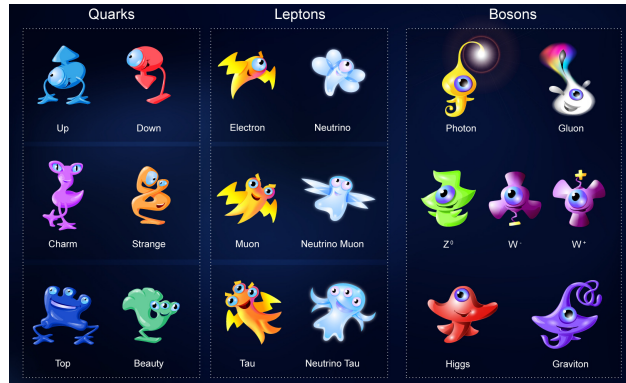 Quarks Leptons Bosons
Up Down Electron Neutrino Photon Gluon
Charm Strange Muon Neutrino Muon Z⁰ W⁻ W⁺
Top Beauty Tau Neutrino Tau Higgs Graviton